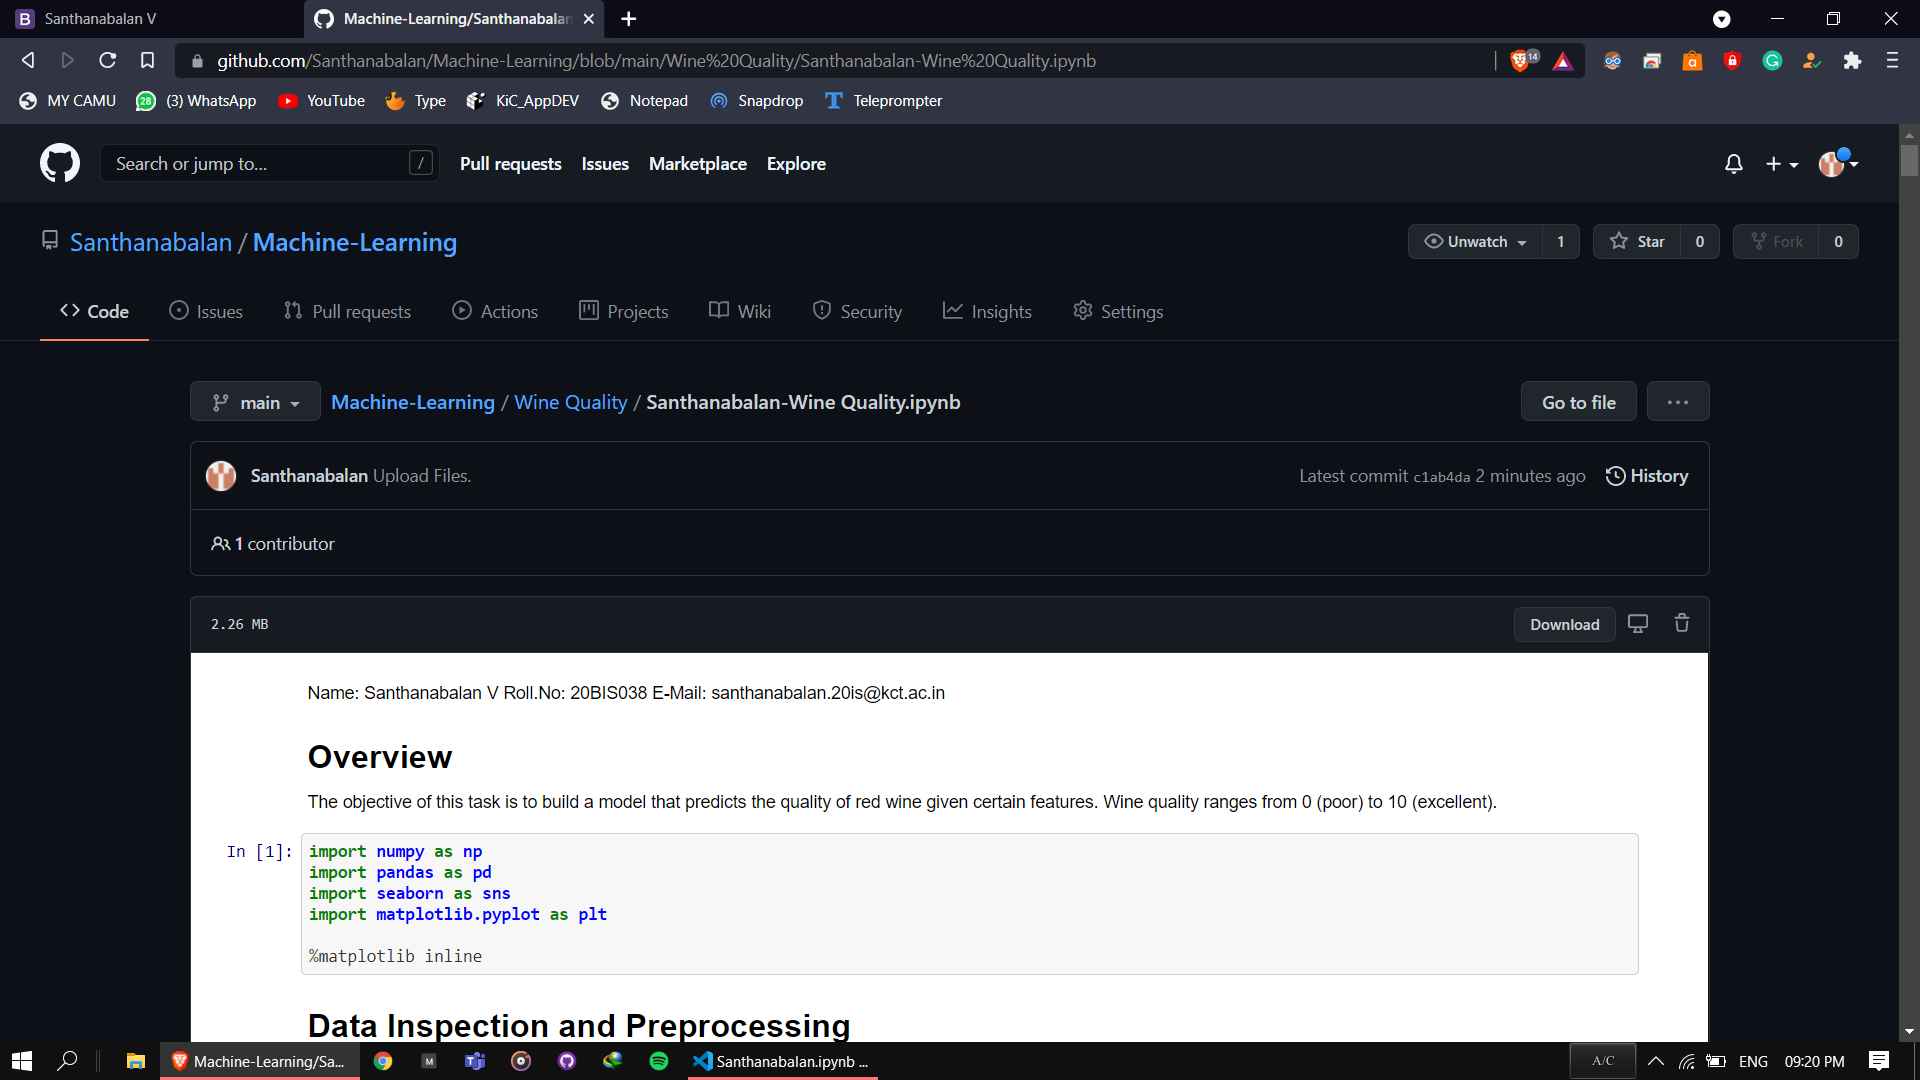 Santhanabalan V
Machine-Learning/Santhanabalan
github.com/Santhanabalan/Machine-Learning/blob/main/Wine%20Quality/Santhanabalan-Wine%20Quality.ipynb
14
MY CAMU
28
(3) WhatsApp
YouTube
Type
KiC_AppDEV
Notepad
Snapdrop
Teleprompter
Search or jump to...
/
Pull requests
Issues
Marketplace
Explore
Santhanabalan / Machine-Learning
Unwatch
1
Star
0
Fork
0
Code
Issues
Pull requests
Actions
Projects
Wiki
Security
Insights
Settings
main
Machine-Learning / Wine Quality / Santhanabalan-Wine Quality.ipynb
Go to file
Santhanabalan Upload Files.
Latest commit c1ab4da 2 minutes ago
History
1 contributor
2.26 MB
Download
Name: Santhanabalan V Roll.No: 20BIS038 E-Mail: santhanabalan.20is@kct.ac.in
Overview
The objective of this task is to build a model that predicts the quality of red wine given certain features. Wine quality ranges from 0 (poor) to 10 (excellent).
In [1]:
import numpy as np
import pandas as pd
import seaborn as sns
import matplotlib.pyplot as plt
%matplotlib inline
Data Inspection and Preprocessing
Machine-Learning/Sa...
M
Santhanabalan.ipynb ...
A/C
ENG
09:20 PM